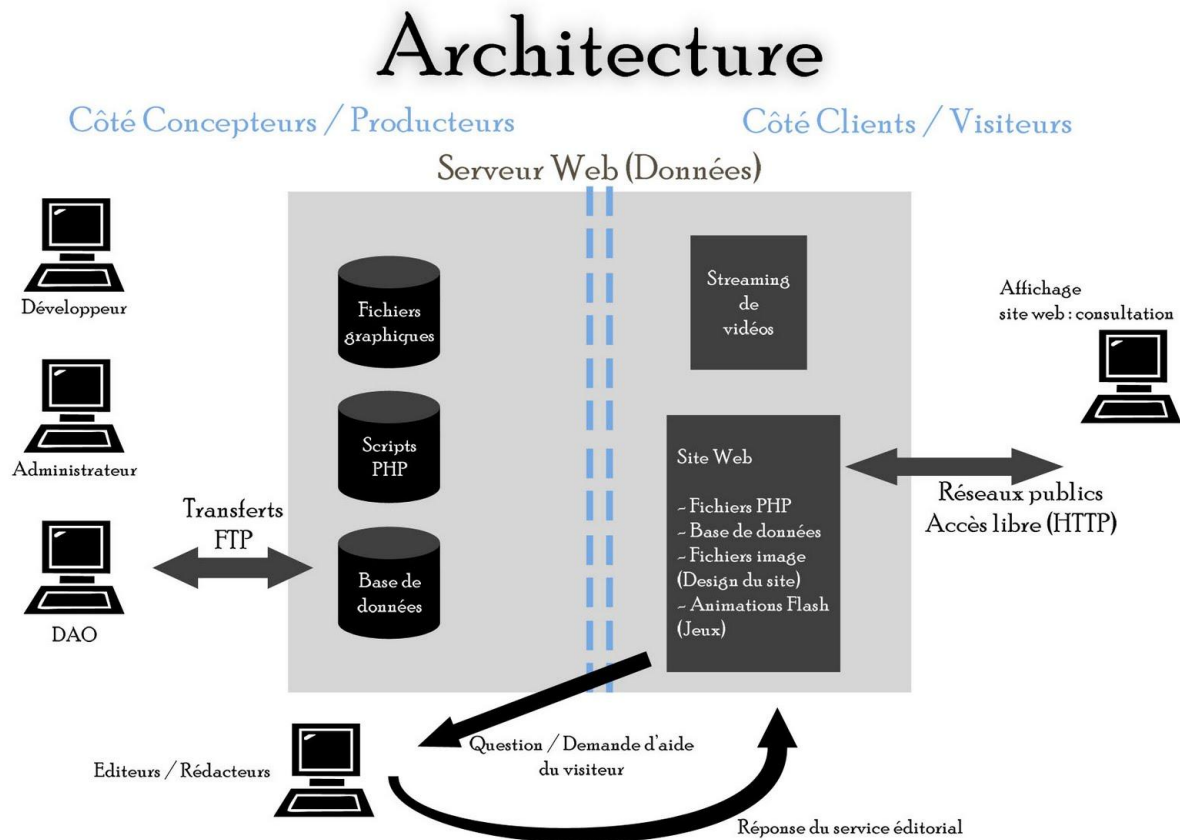 Architecture
Côté Concepteurs / Producteurs
Côté Clients / Visiteurs
Serveur Web (Données)
Développeur
Administrateur
DAO
Transferts
FTP
Fichiers
graphiques
Scripts
PHP
Base de
données
Streaming
de
vidéos
Site Web
- Fichiers PHP
- Base de données
- Fichiers image
(Design du site)
- Animations Flash
(Jeux)
Affichage
site web : consultation
Réseaux publics
Accès libre (HTTP)
Editeurs / Rédacteurs
Question / Demande d'aide
du visiteur
Réponse du service éditorial